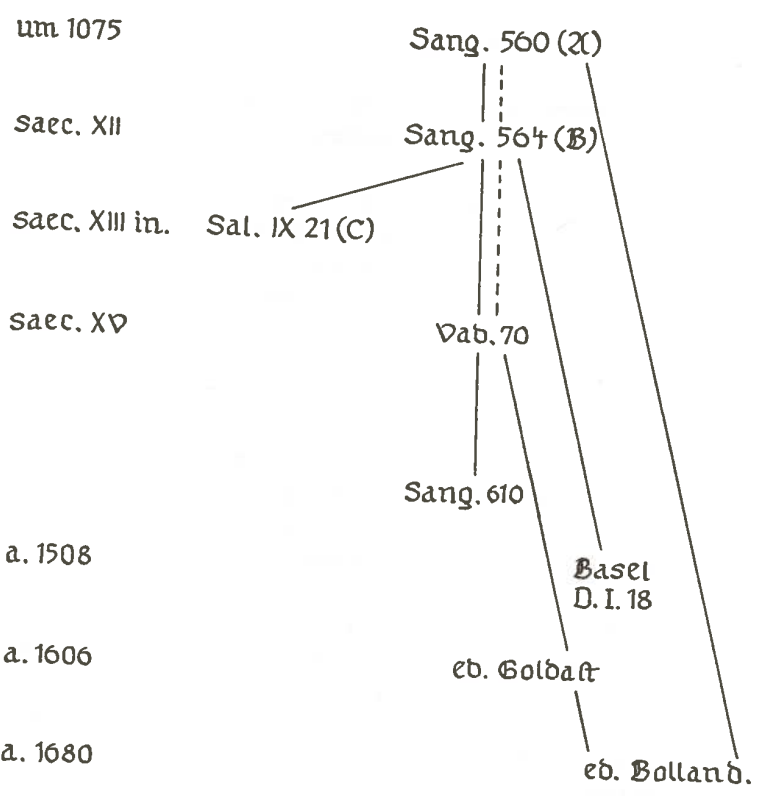 um 1075
Sang. 560 (A)
saec. XII
Sang. 564 (B)
saec. XIII in.
Sal. IX 21 (C)
saec. XV
Vad. 70
Sang. 610
a. 1508
Basel
D. I. 18
a. 1606
ed. Goldast
a. 1680
ed. Bolland.